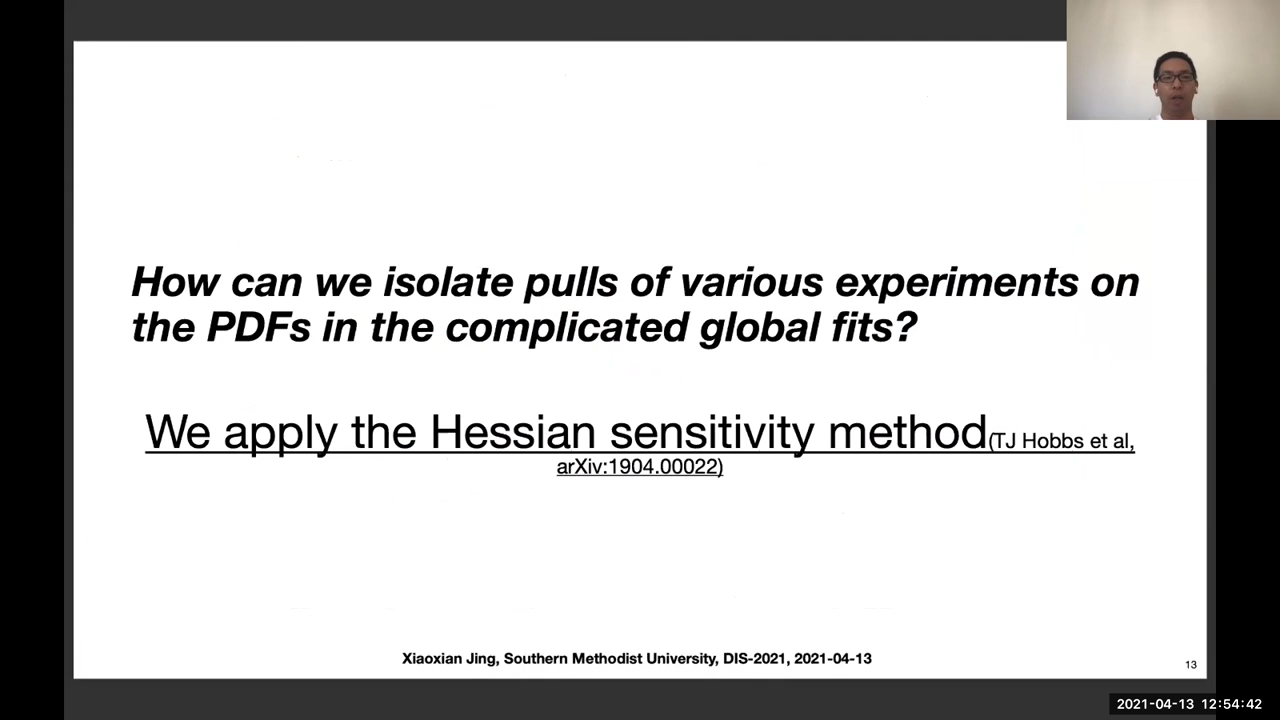 How can we isolate pulls of various experiments on
the PDFs in the complicated global fits?
We apply the Hessian sensitivity method(TJ Hobbs et al,
arXiv:1904.00022)
Xiaoxian Jing, Southern Methodist University, DIS-2021, 2021-04-13
13
2021-04-13 12:54:42